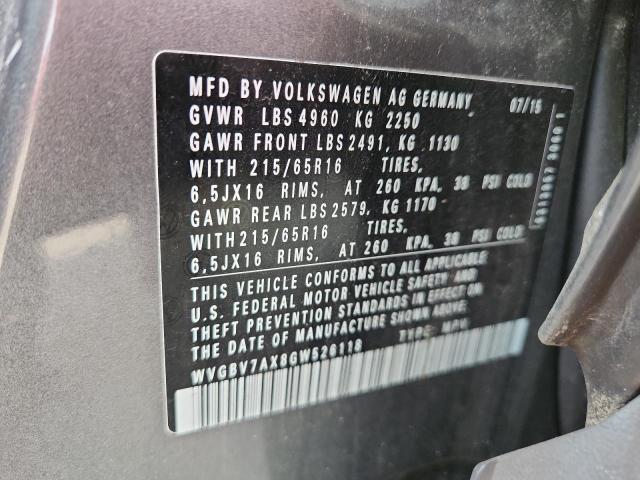 MFD BY VOLKSWAGEN AG GERMANY 07/15
GVWR LBS 4960 KG 2250
GAWR FRONT LBS 2491, KG 1130
WITH 215/65R16 TIRES,
6,5JX16 RIMS, AT 260 KPA, 38 PSI COLD
GAWR REAR LBS 2579, KG 1170
WITH 215/65R16 TIRES,
6,5JX16 RIMS, AT 260 KPA, 38 PSI COLD
THIS VEHICLE CONFORMS TO ALL APPLICABLE
U.S. FEDERAL MOTOR VEHICLE SAFETY AND
THEFT PREVENTION STANDARDS IN EFFECT ON
THE DATE OF MANUFACTURE SHOWN ABOVE.
WVGBV7AX8GW526118 TYPE: MPV